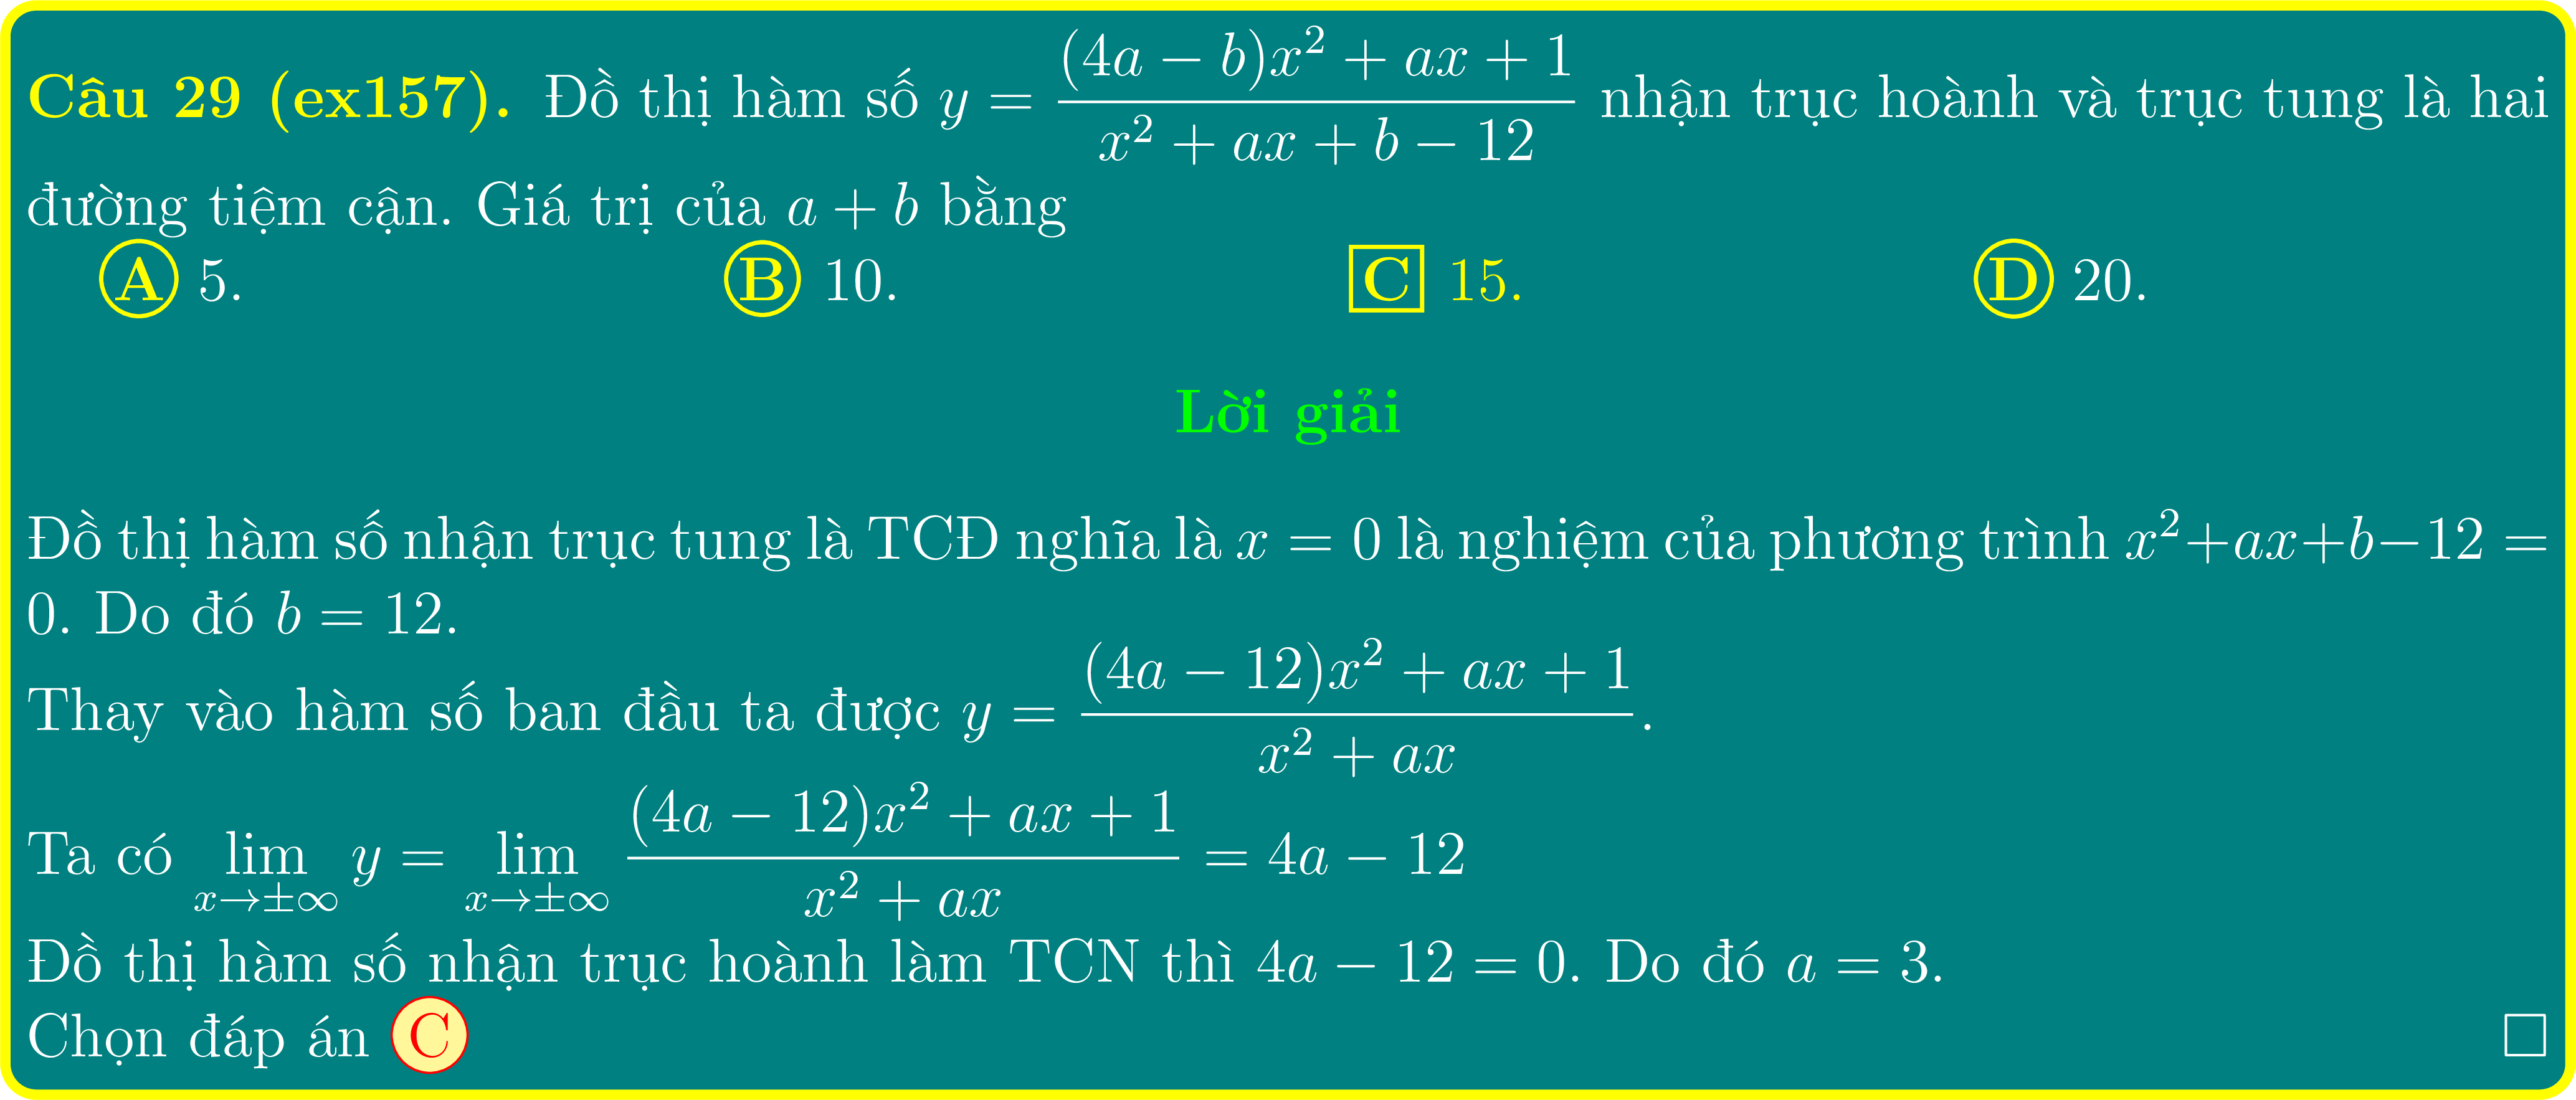 Câu 29 (ex157). Đồ thị hàm số y = \frac{(4a − b)x^2 + ax + 1}{x^2 + ax + b − 12} nhận trục hoành và trục tung là hai
đường tiệm cận. Giá trị của a + b bằng
A 5. B 10. C 15. D 20.
Lời giải
Đồ thị hàm số nhận trục tung là TCĐ nghĩa là x = 0 là nghiệm của phương trình x^2+ax+b−12 =
0. Do đó b = 12.
Thay vào hàm số ban đầu ta được y = \frac{(4a − 12)x^2 + ax + 1}{x^2 + ax}.
Ta có \lim_{x→±∞} y = \lim_{x→±∞} \frac{(4a − 12)x^2 + ax + 1}{x^2 + ax} = 4a − 12
Đồ thị hàm số nhận trục hoành làm TCN thì 4a − 12 = 0. Do đó a = 3.
Chọn đáp án C □